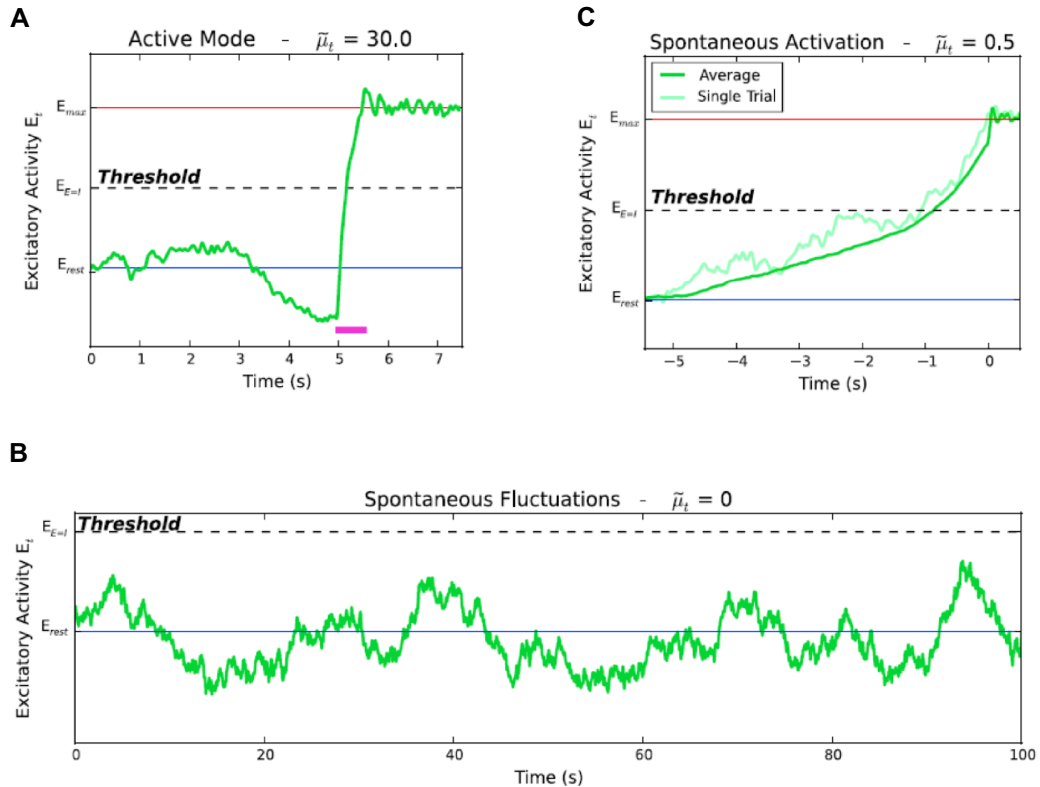 A
Active Mode - μ̃t = 30.0
Excitatory Activity Et
Emax
EE=I
Erest
Threshold
0 1 2 3 4 5 6 7
Time (s)
C
Spontaneous Activation - μ̃t = 0.5
Average
Single Trial
Excitatory Activity Et
Emax
EE=I
Erest
Threshold
−5 −4 −3 −2 −1 0
Time (s)
B
Spontaneous Fluctuations - μ̃t = 0
Excitatory Activity Et
EE=I
Erest
Threshold
0 20 40 60 80 100
Time (s)